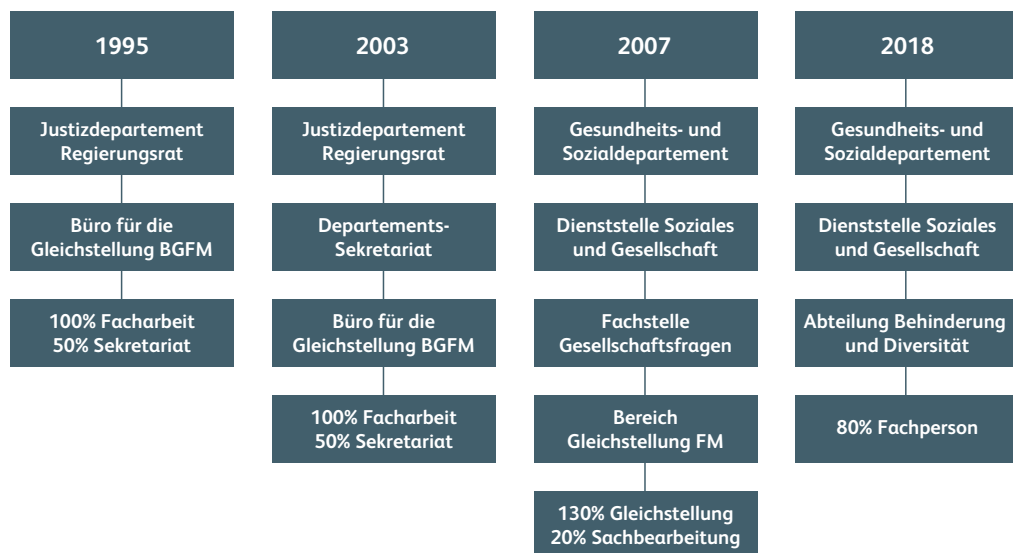 1995
Justizdepartement
Regierungsrat
Büro für die
Gleichstellung BGFM
100% Facharbeit
50% Sekretariat
2003
Justizdepartement
Regierungsrat
Departements-
Sekretariat
Büro für die
Gleichstellung BGFM
100% Facharbeit
50% Sekretariat
2007
Gesundheits- und
Sozialdepartement
Dienststelle Soziales
und Gesellschaft
Fachstelle
Gesellschaftsfragen
Bereich
Gleichstellung FM
130% Gleichstellung
20% Sachbearbeitung
2018
Gesundheits- und
Sozialdepartement
Dienststelle Soziales
und Gesellschaft
Abteilung Behinderung
und Diversität
80% Fachperson